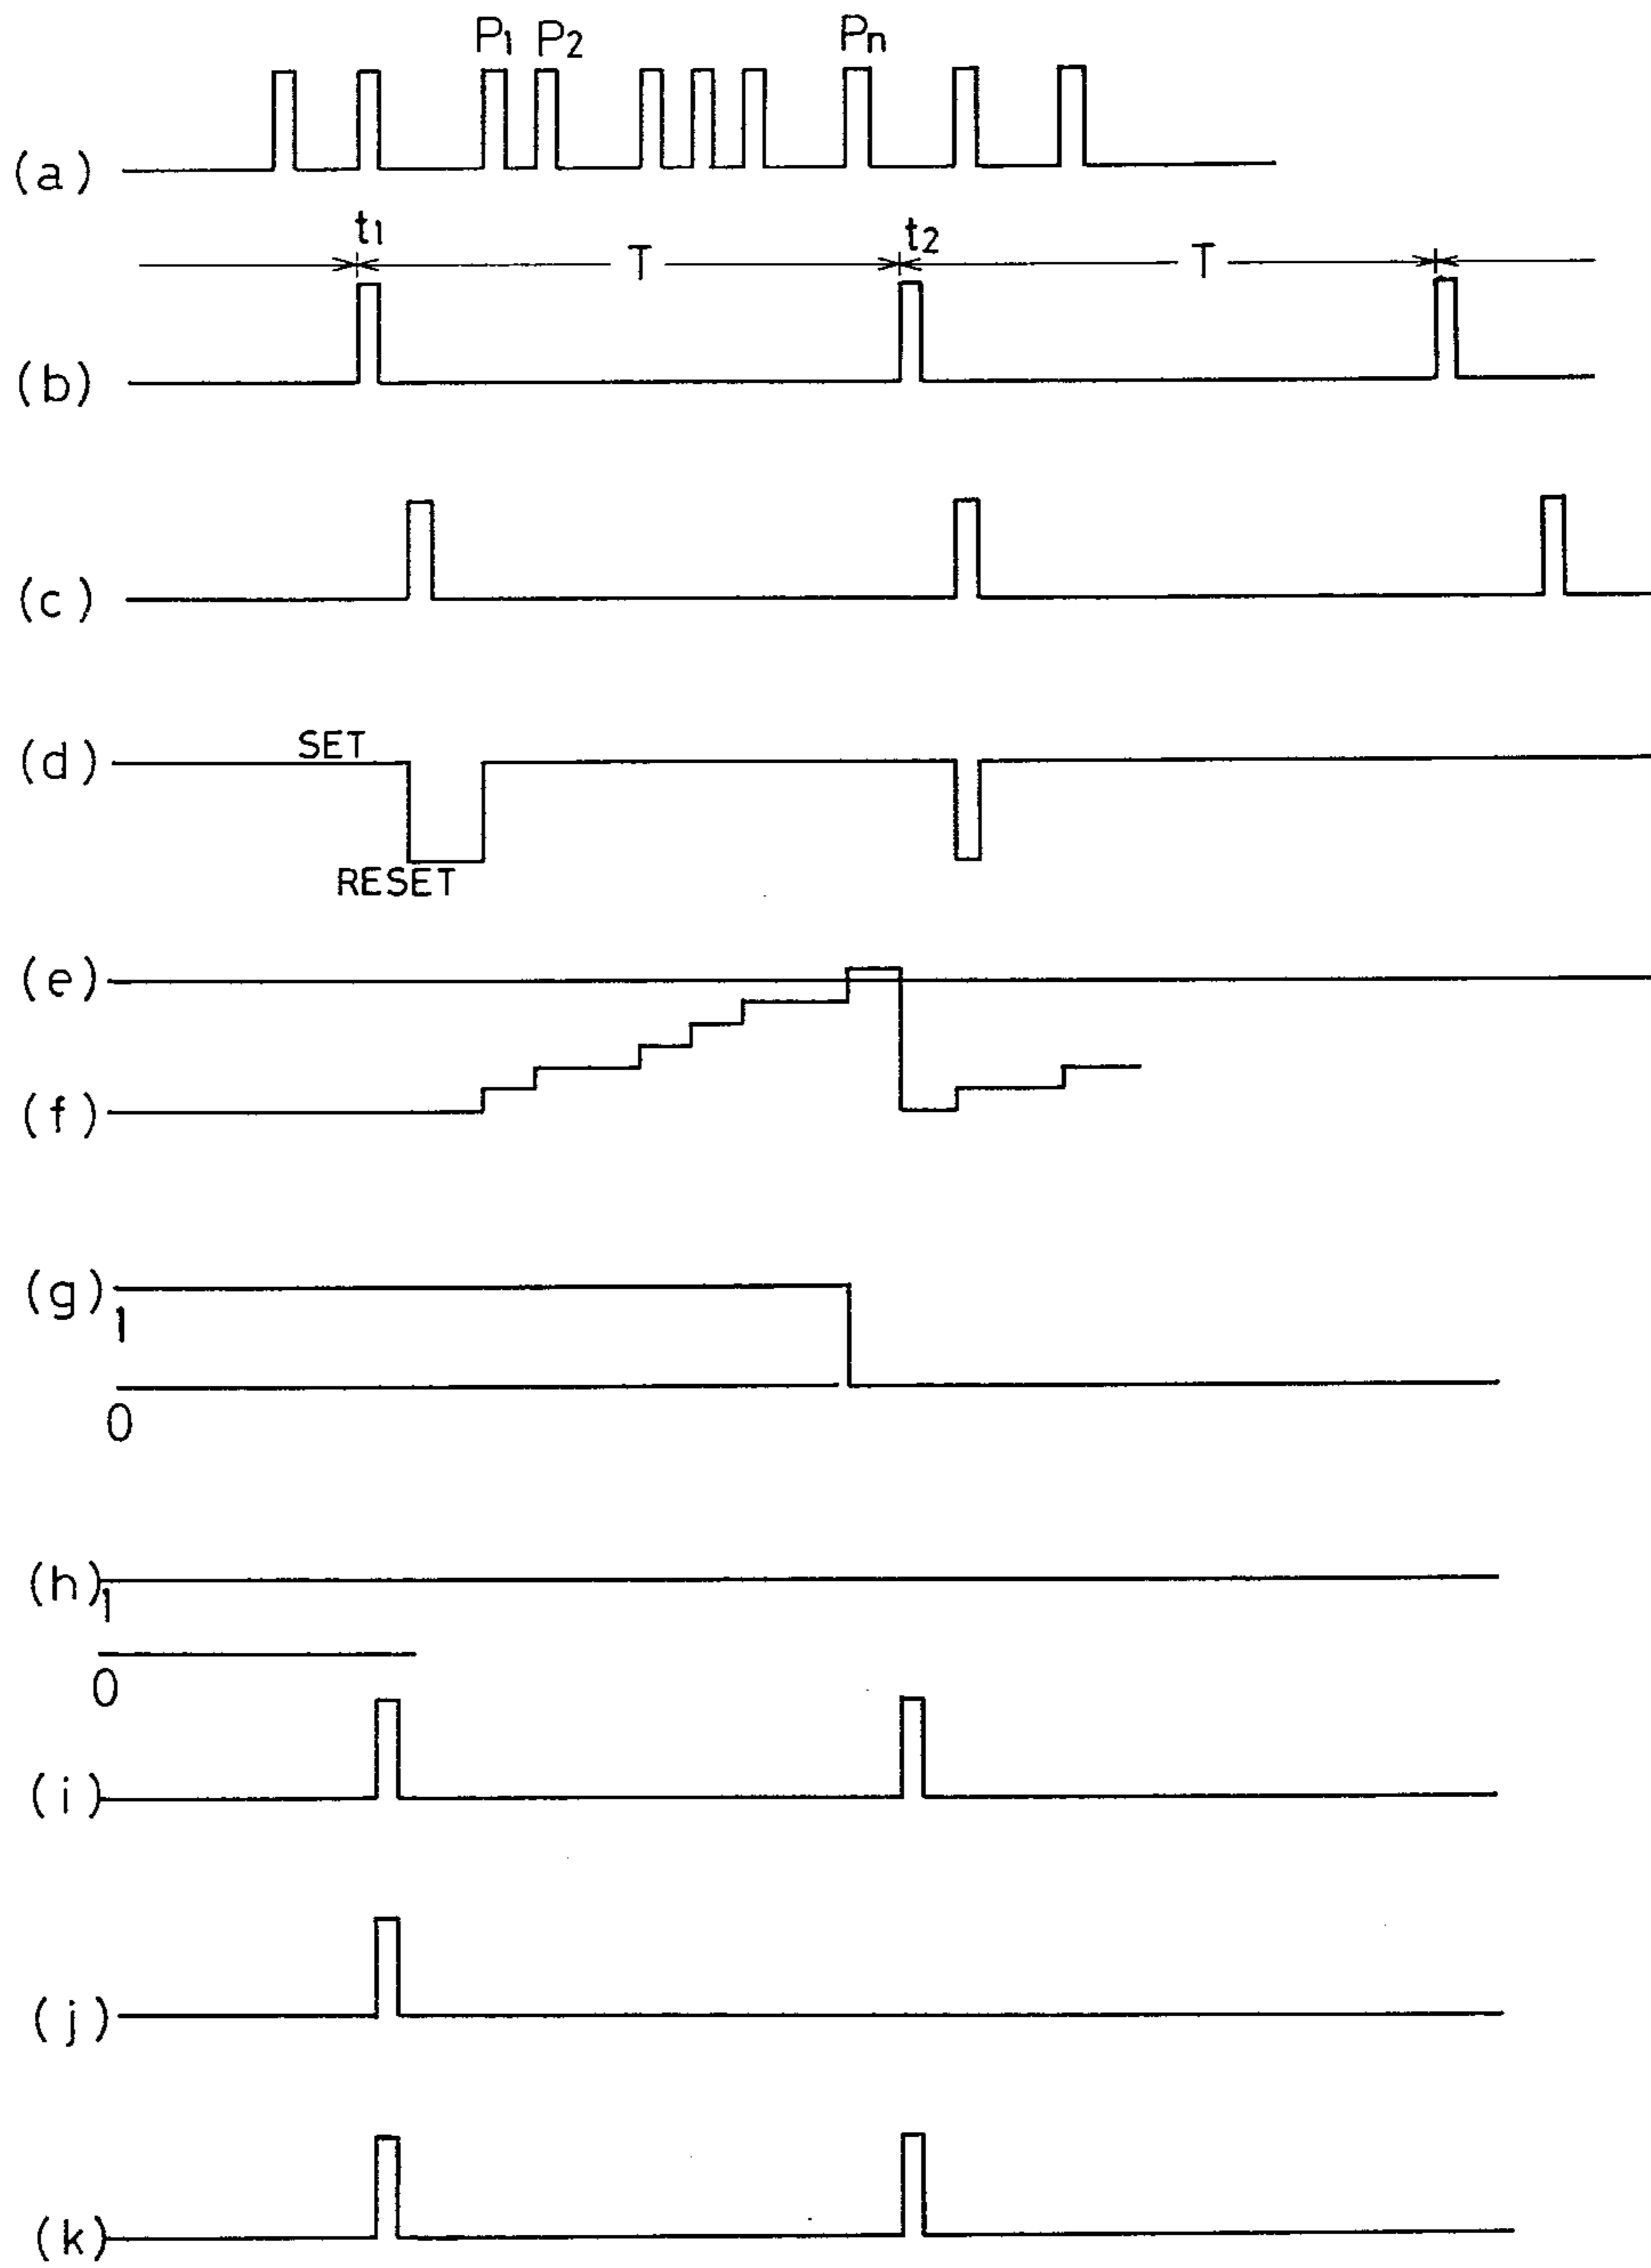 P1 P2 Pn
(a)
t1 T t2 T
(b)
(c)
(d) SET
RESET
(e)
(f)
(g)
1
0
(h)
1
0
(i)
(j)
(k)